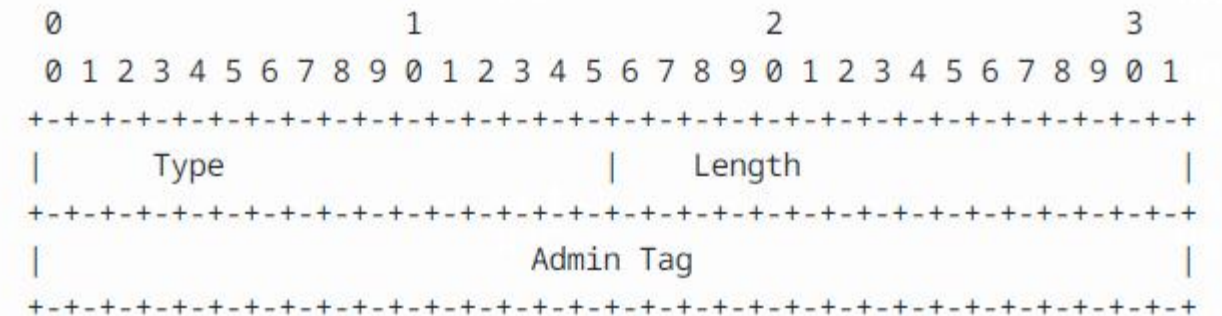 0                   1                   2                   3
 0 1 2 3 4 5 6 7 8 9 0 1 2 3 4 5 6 7 8 9 0 1 2 3 4 5 6 7 8 9 0 1
+-+-+-+-+-+-+-+-+-+-+-+-+-+-+-+-+-+-+-+-+-+-+-+-+-+-+-+-+-+-+-+-+
|      Type                     |    Length                     |
+-+-+-+-+-+-+-+-+-+-+-+-+-+-+-+-+-+-+-+-+-+-+-+-+-+-+-+-+-+-+-+-+
|                           Admin Tag                           |
+-+-+-+-+-+-+-+-+-+-+-+-+-+-+-+-+-+-+-+-+-+-+-+-+-+-+-+-+-+-+-+-+